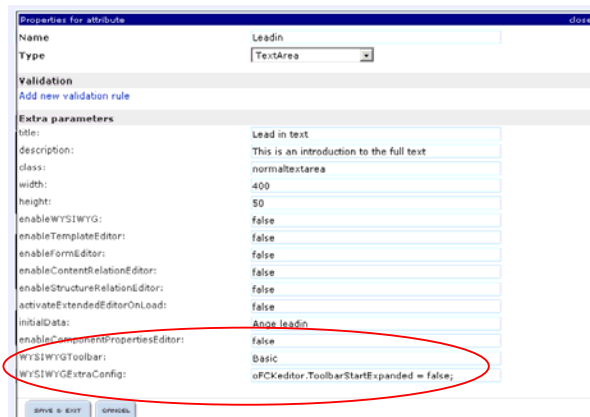 Properties for attribute close
Name Leadin
Type TextArea
Validation
Add new validation rule
Extra parameters
title: Lead in text
description: This is an introduction to the full text
class: normaltextarea
width: 400
height: 50
enableWYSIWYG: false
enableTemplateEditor: false
enableFormEditor: false
enableContentRelationEditor: false
enableStructureRelationEditor: false
activateExtendedEditorOnLoad: false
initialData: Ange leadin
enableComponentPropertiesEditor: false
WYSIWYGToolbar: Basic
WYSIWYGExtraConfig: oFCKeditor.ToolbarStartExpanded = false;
SAVE & EXIT CANCEL